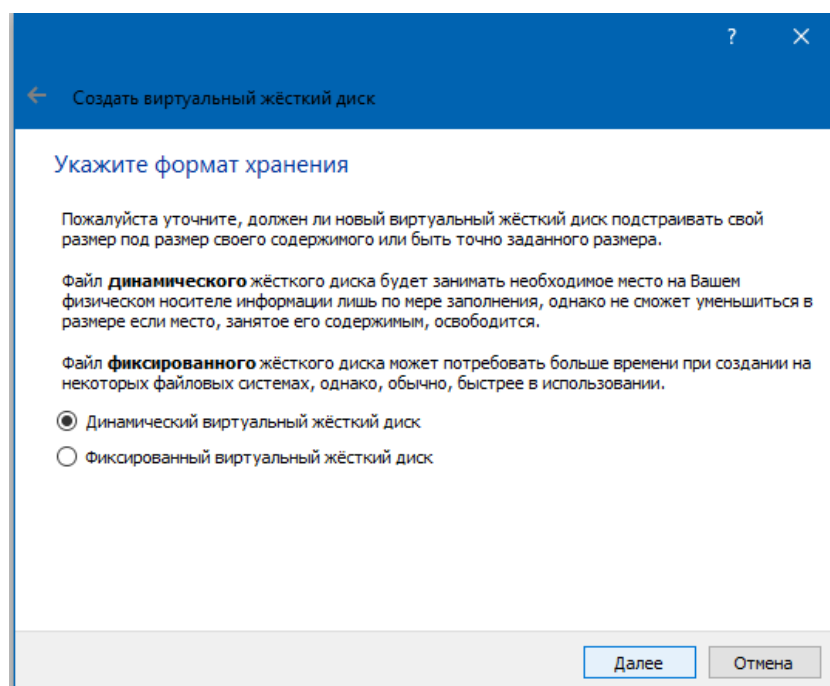 ?
Создать виртуальный жёсткий диск
Укажите формат хранения
Пожалуйста уточните, должен ли новый виртуальный жёсткий диск подстраивать свой
размер под размер своего содержимого или быть точно заданного размера.
Файл динамического жёсткого диска будет занимать необходимое место на Вашем
физическом носителе информации лишь по мере заполнения, однако не сможет уменьшиться в
размере если место, занятое его содержимым, освободится.
Файл фиксированного жёсткого диска может потребовать больше времени при создании на
некоторых файловых системах, однако, обычно, быстрее в использовании.
Динамический виртуальный жёсткий диск
Фиксированный виртуальный жёсткий диск
Далее Отмена